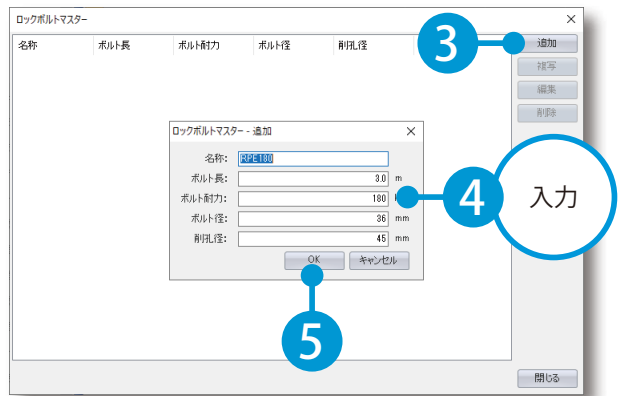 ロックボルトマスター
名称 ボルト長 ボルト耐力 ボルト径 削孔径
3
追加
複写
編集
削除
ロックボルトマスター - 追加
名称: RPE180
ボルト長: 3.0 m
ボルト耐力: 180
ボルト径: 36 mm
削孔径: 45 mm
4
入力
OK キャンセル
5
閉じる